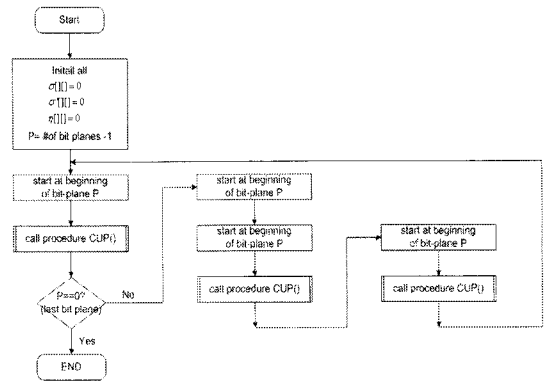 Start
Initail all
σ[][] = 0
σ'[][] = 0
η[][] = 0
P= #of bit planes -1
start at beginning
of bit-plane P
call procedure CUP()
P==0?
(last bit plane)
No
Yes
END
start at beginning
of bit-plane P
start at beginning
of bit-plane P
call procedure CUP()
start at beginning
of bit-plane P
call procedure CUP()